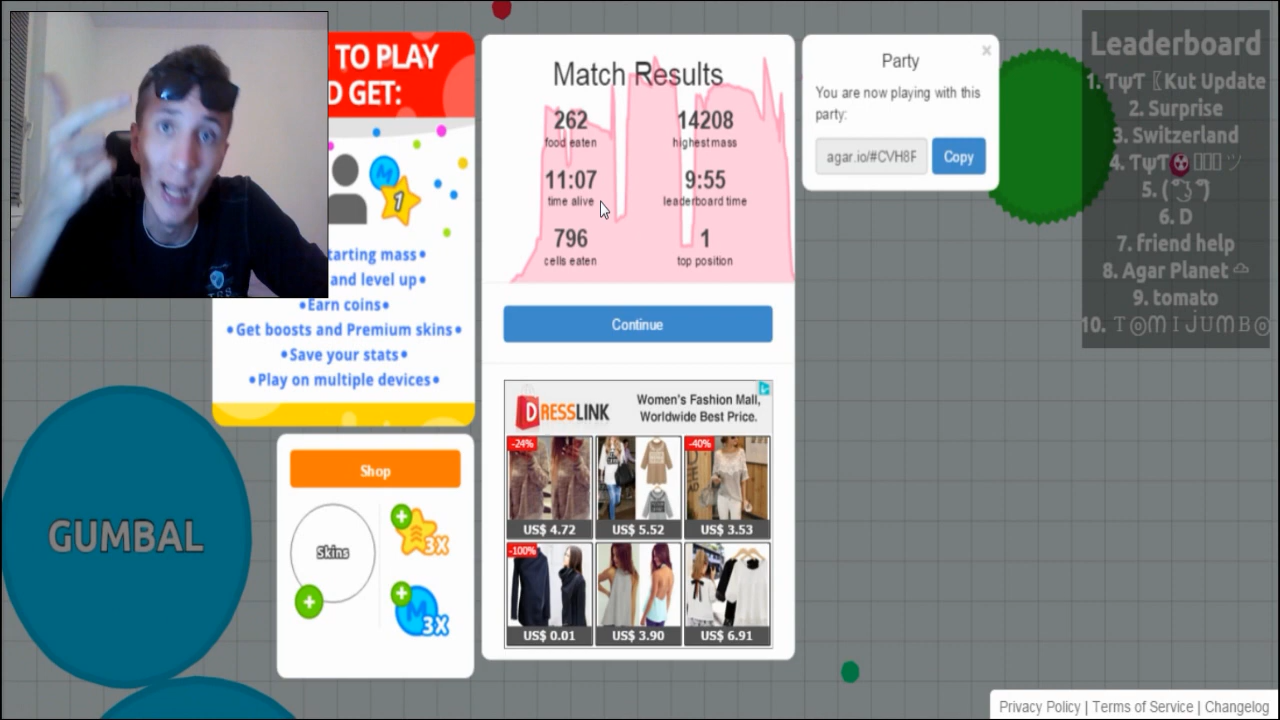 TO PLAY
D GET:
1
tarting mass•
and level up•
•Earn coins•
•Get boosts and Premium skins•
•Save your stats•
•Play on multiple devices•
Shop
Skins
3X
M
3X
Match Results
262
food eaten
14208
highest mass
11:07
time alive
9:55
leaderboard time
796
cells eaten
1
top position
Continue
DRESSLINK
Women's Fashion Mall,
Worldwide Best Price.
-24%
-40%
US$ 4.72
US$ 5.52
US$ 3.53
-100%
US$ 0.01
US$ 3.90
US$ 6.91
Party
×
You are now playing with this
party:
agar.io/#CVH8F
Copy
Leaderboard
1. ƬψƬ〖Kut Update
2. Surprise
3. Switzerland
4. ƬψƬ
6. D
7. friend help
8. Agar Planet
9. tomato
10. TOMIJUMBO
GUMBAL
Privacy Policy | Terms of Service | Changelog